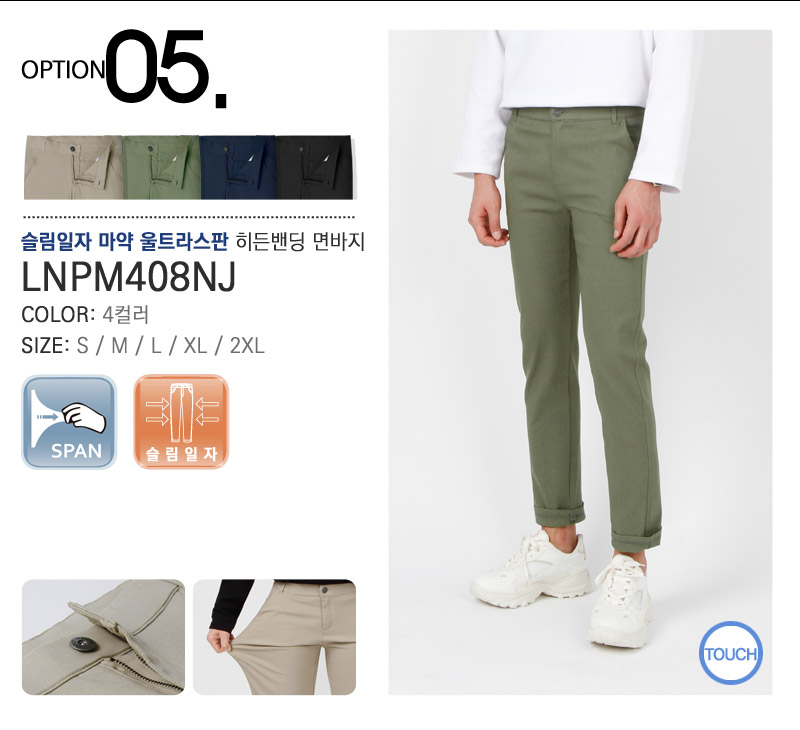 OPTION05.
슬림일자 마약 울트라스판 히든밴딩 면바지
LNPM408NJ
COLOR: 4컬러
SIZE: S / M / L / XL / 2XL
SPAN
슬림일자
TOUCH